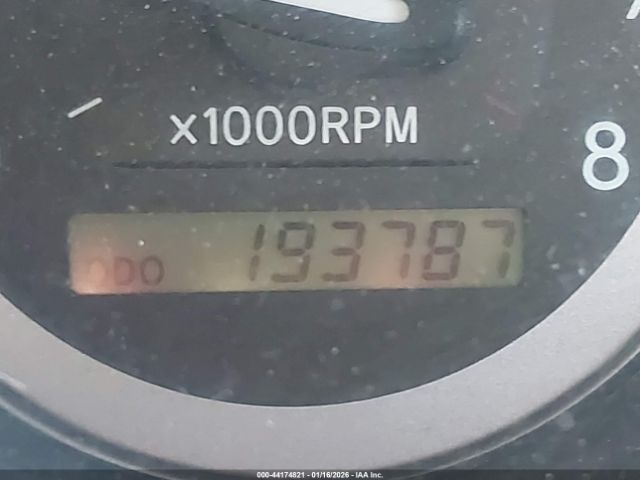 x1000RPM
8
ODO 193787
000-44174821 - 01/16/2026 - IAA Inc.